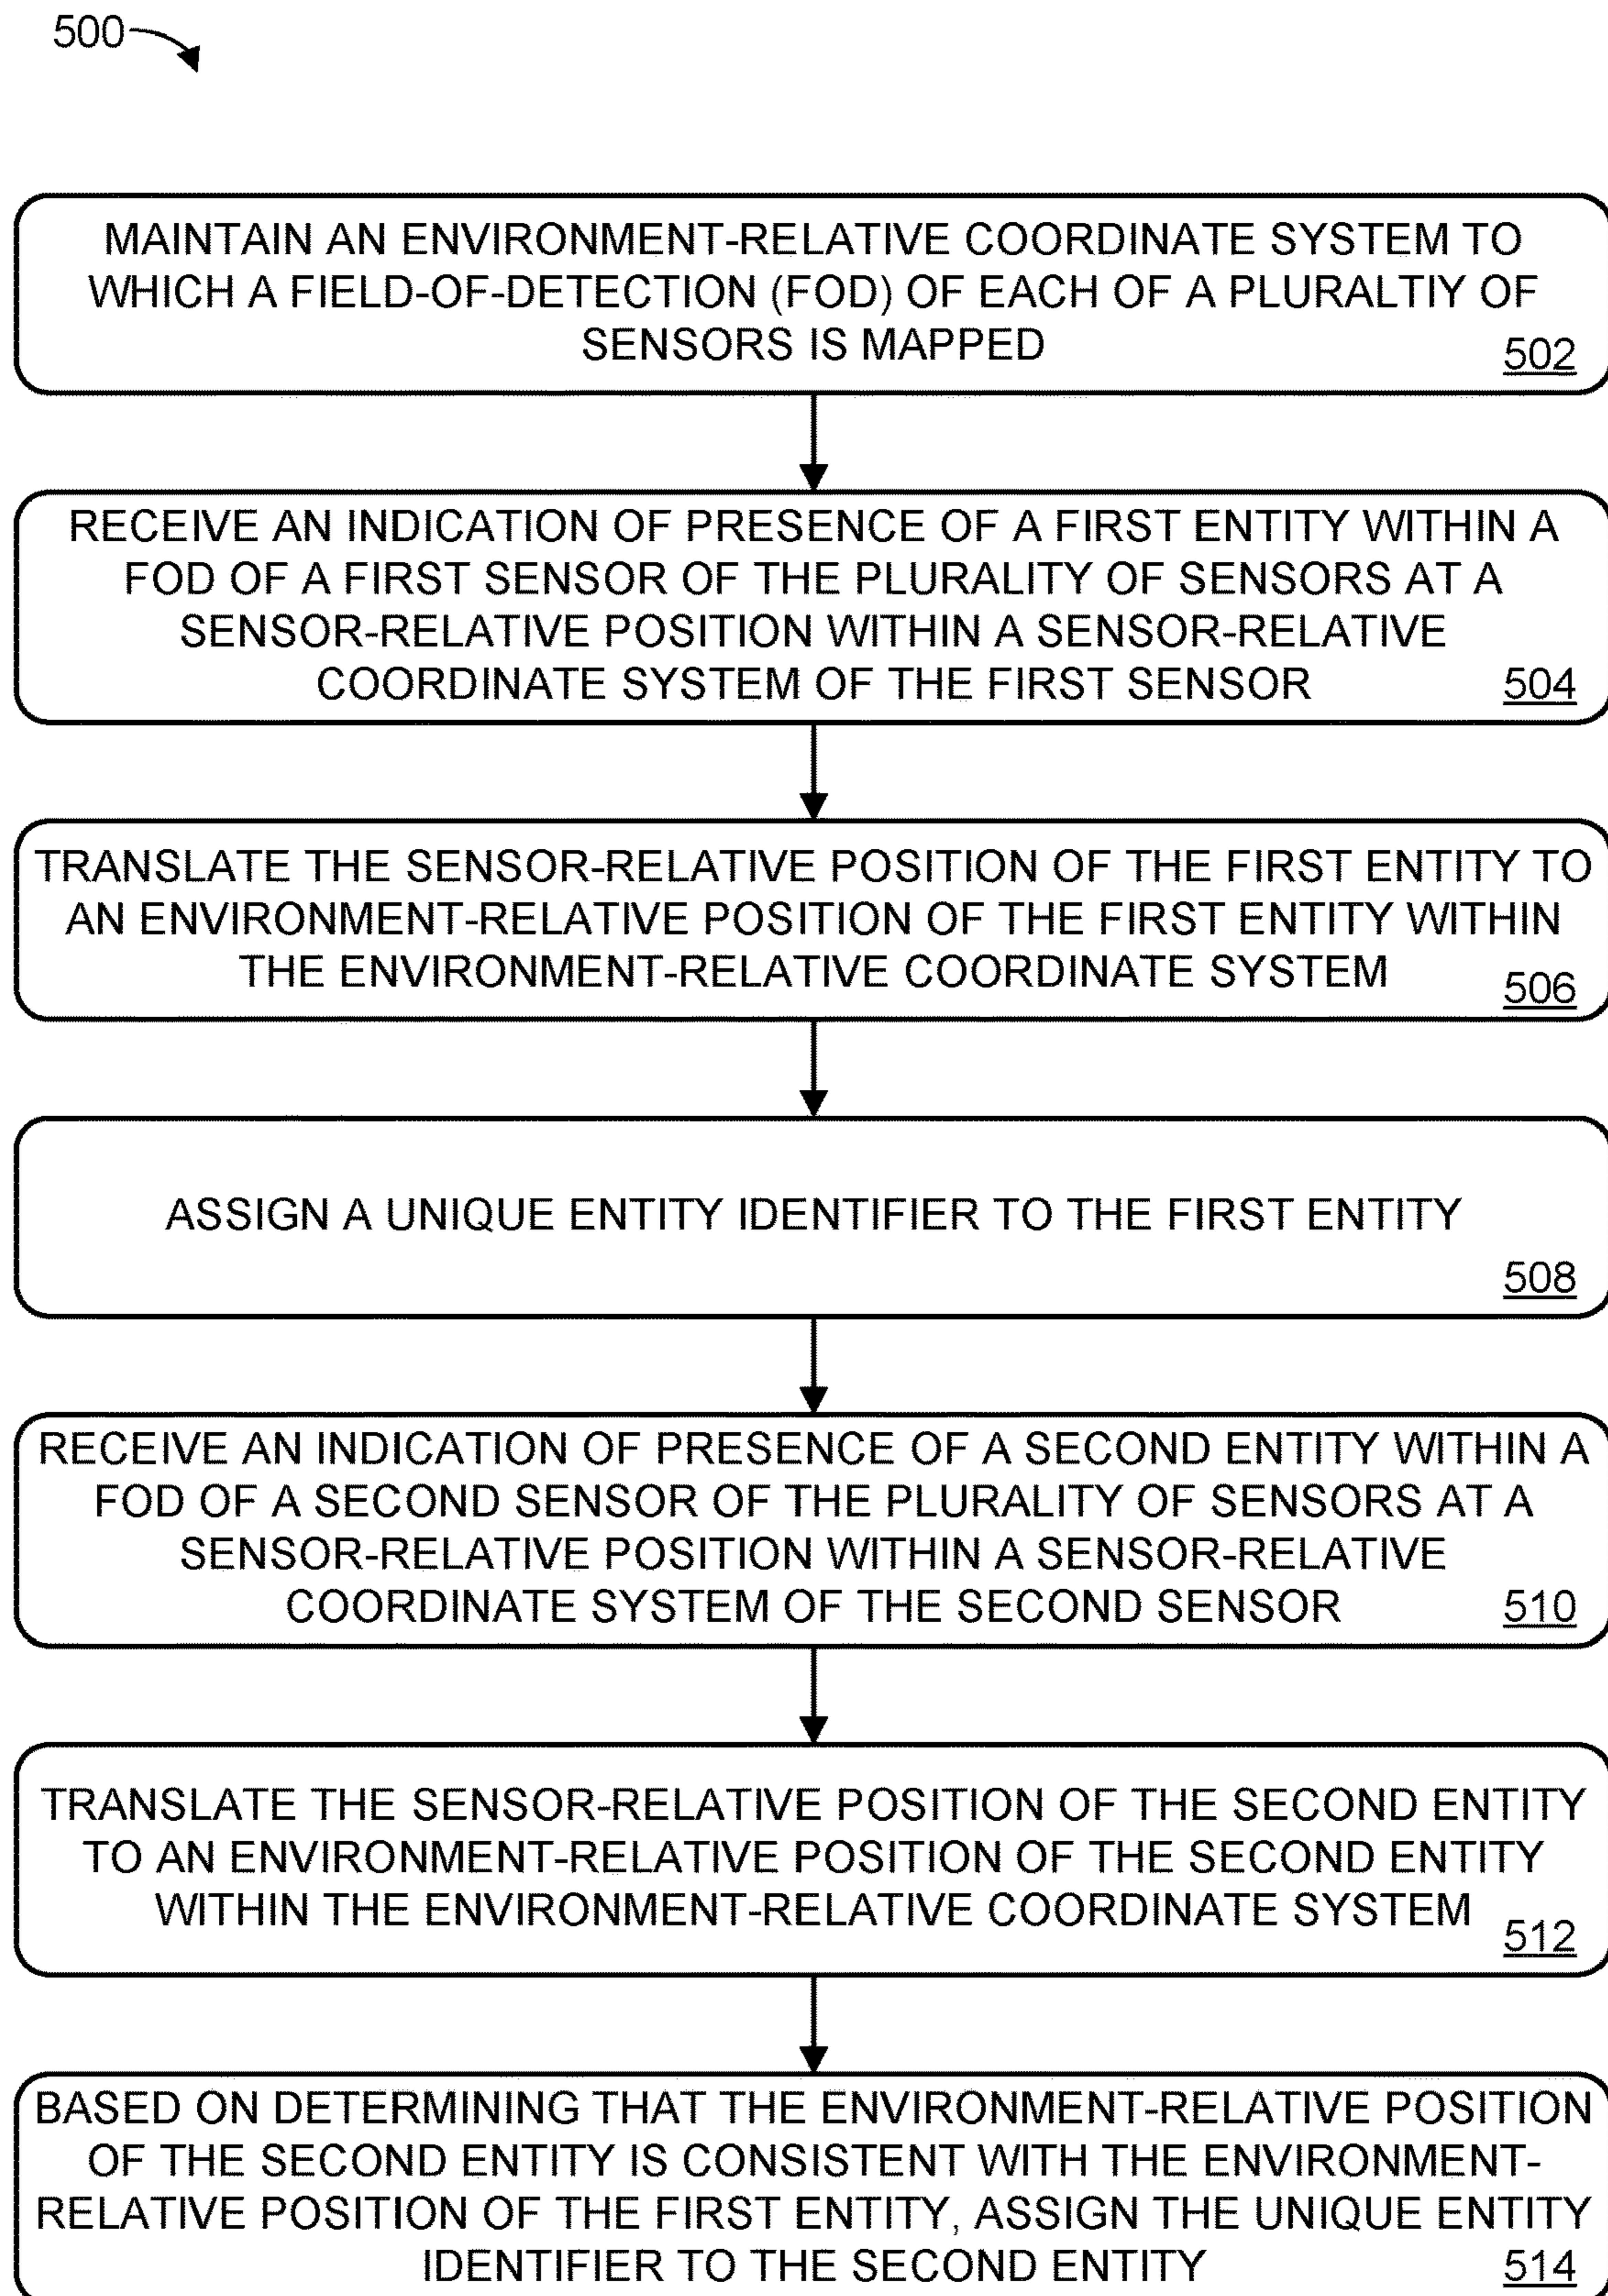 500
MAINTAIN AN ENVIRONMENT-RELATIVE COORDINATE SYSTEM TO
WHICH A FIELD-OF-DETECTION (FOD) OF EACH OF A PLURALTIY OF
SENSORS IS MAPPED
502
RECEIVE AN INDICATION OF PRESENCE OF A FIRST ENTITY WITHIN A
FOD OF A FIRST SENSOR OF THE PLURALITY OF SENSORS AT A
SENSOR-RELATIVE POSITION WITHIN A SENSOR-RELATIVE
COORDINATE SYSTEM OF THE FIRST SENSOR
504
TRANSLATE THE SENSOR-RELATIVE POSITION OF THE FIRST ENTITY TO
AN ENVIRONMENT-RELATIVE POSITION OF THE FIRST ENTITY WITHIN
THE ENVIRONMENT-RELATIVE COORDINATE SYSTEM
506
ASSIGN A UNIQUE ENTITY IDENTIFIER TO THE FIRST ENTITY
508
RECEIVE AN INDICATION OF PRESENCE OF A SECOND ENTITY WITHIN A
FOD OF A SECOND SENSOR OF THE PLURALITY OF SENSORS AT A
SENSOR-RELATIVE POSITION WITHIN A SENSOR-RELATIVE
COORDINATE SYSTEM OF THE SECOND SENSOR
510
TRANSLATE THE SENSOR-RELATIVE POSITION OF THE SECOND ENTITY
TO AN ENVIRONMENT-RELATIVE POSITION OF THE SECOND ENTITY
WITHIN THE ENVIRONMENT-RELATIVE COORDINATE SYSTEM
512
BASED ON DETERMINING THAT THE ENVIRONMENT-RELATIVE POSITION
OF THE SECOND ENTITY IS CONSISTENT WITH THE ENVIRONMENT-
RELATIVE POSITION OF THE FIRST ENTITY, ASSIGN THE UNIQUE ENTITY
IDENTIFIER TO THE SECOND ENTITY
514